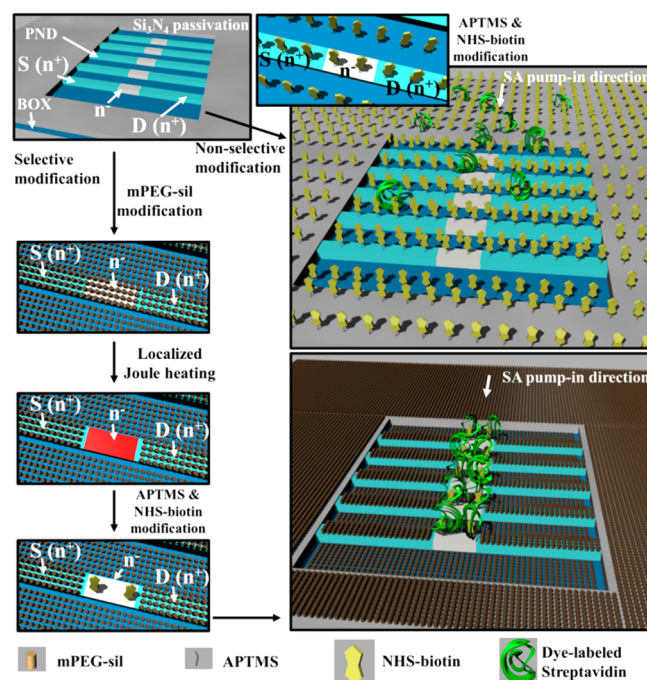 Si₃N₄ passivation
PND
S (n⁺)
n⁻
D (n⁺)
BOX
APTMS &
NHS-biotin
modification
S (n⁺)
n⁻
D (n⁺)
SA pump-in direction
Non-selective
modification
Selective
modification
mPEG-sil
modification
S (n⁺)
n⁻
D (n⁺)
Localized
Joule heating
S (n⁺)
n⁻
D (n⁺)
SA pump-in direction
APTMS &
NHS-biotin
modification
S (n⁺)
n
D (n⁺)
mPEG-sil
APTMS
NHS-biotin
Dye-labeled
Streptavidin